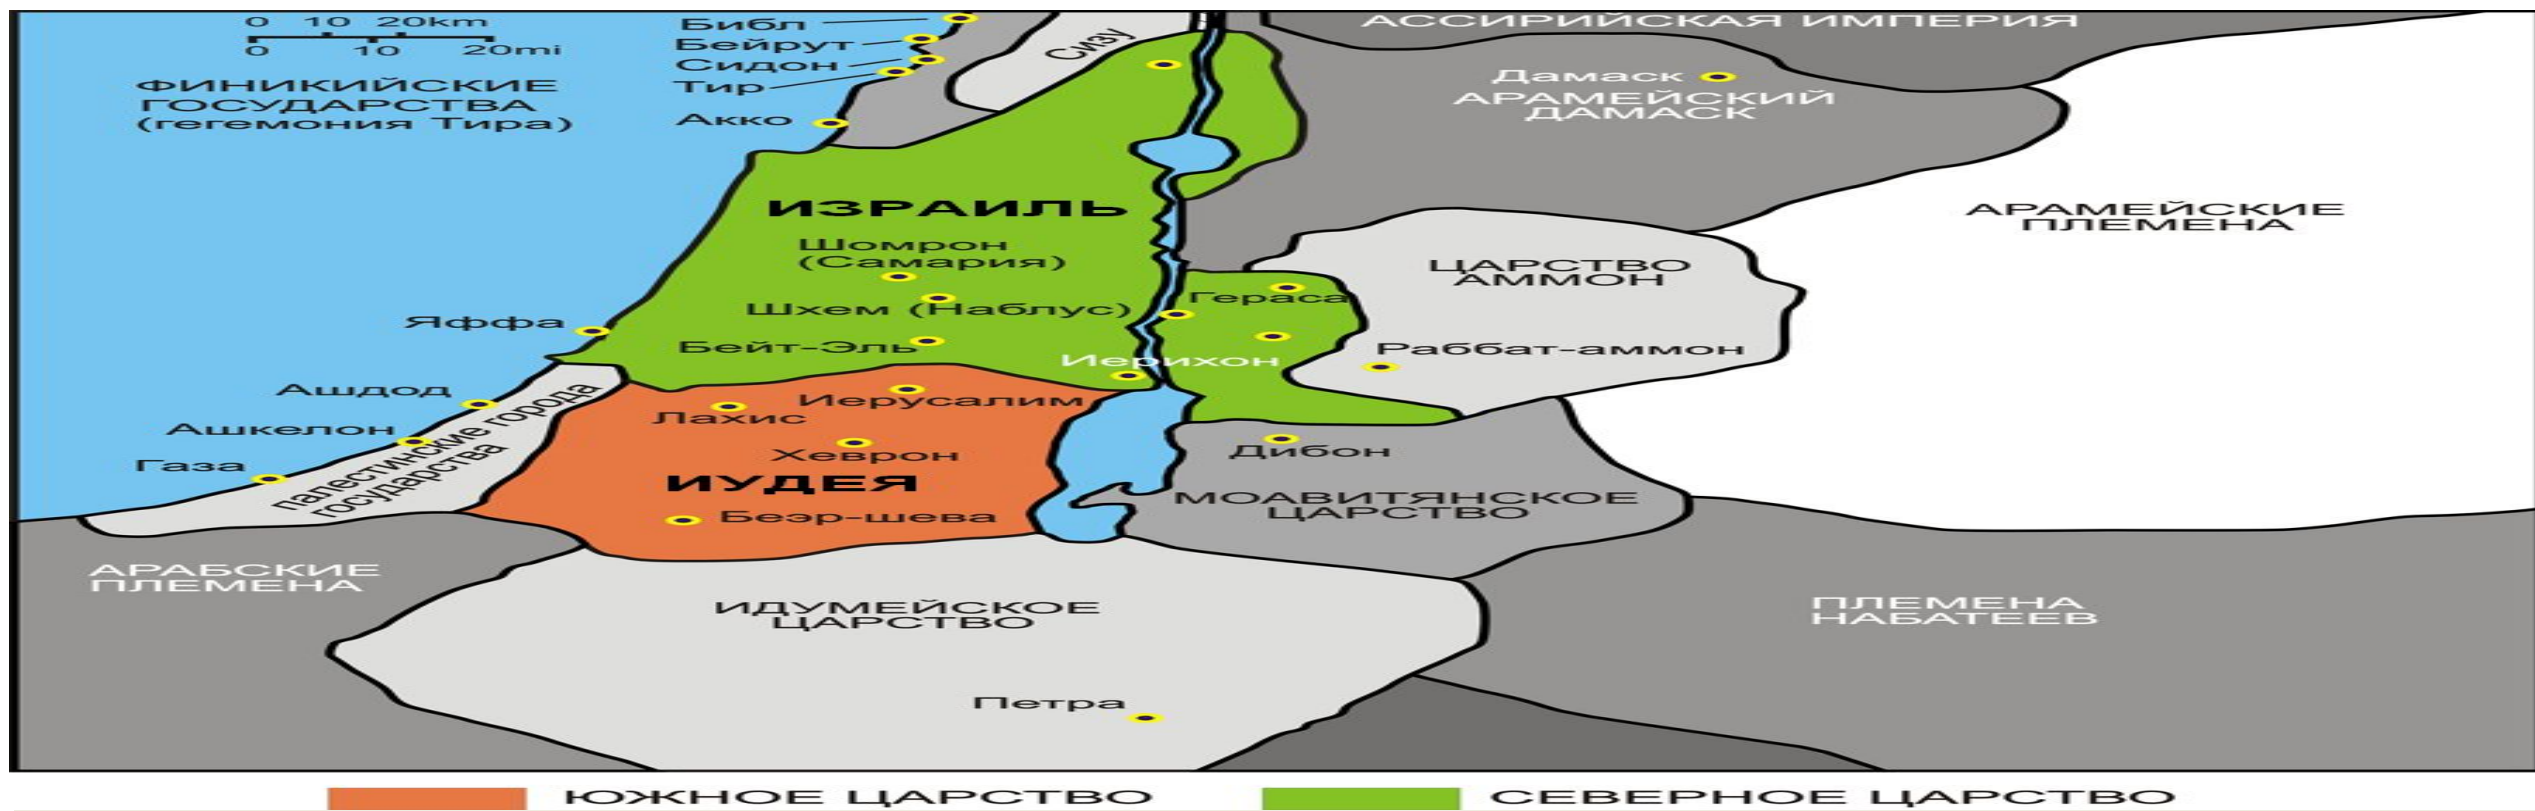 0 10 20km
0 10 20mi
Библ
Бейрут
Сидон
Тир
Акко
Сизу
АССИРИЙСКАЯ ИМПЕРИЯ
ФИНИКИЙСКИЕ
ГОСУДАРСТВА
(гегемония Тира)
Дамаск
АРАМЕЙСКИЙ
ДАМАСК
АРАМЕЙСКИЕ
ПЛЕМЕНА
ИЗРАИЛЬ
Шомрон
(Самария)
ЦАРСТВО
АММОН
Шхем (Наблус)
Гераса
Яффа
Бейт-Эль
Иерихон
Раббат-аммон
Ашдод
Ашкелон
Газа
палестинские города
государства
Лахис
Иерусалим
Хеврон
ИУДЕЯ
Беэр-шева
Дибон
МОАВИТЯНСКОЕ
ЦАРСТВО
АРАБСКИЕ
ПЛЕМЕНА
ИДУМЕЙСКОЕ
ЦАРСТВО
ПЛЕМЕНА
НАБАТЕЕВ
Петра
ЮЖНОЕ ЦАРСТВО
СЕВЕРНОЕ ЦАРСТВО